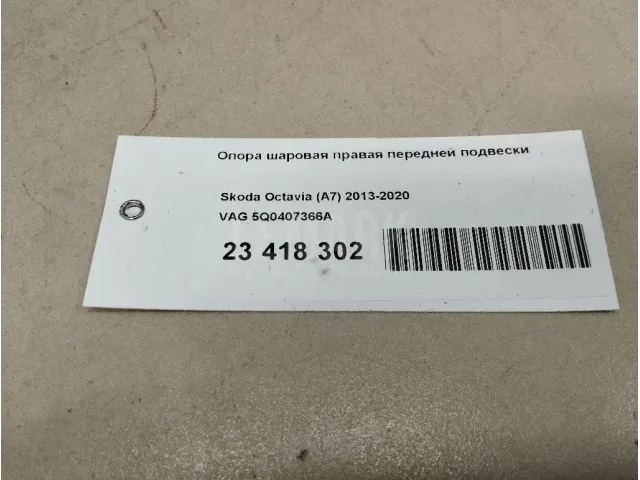 Опора шаровая правая передней подвески
Skoda Octavia (A7) 2013-2020
VAG 5Q0407366A
23 418 302